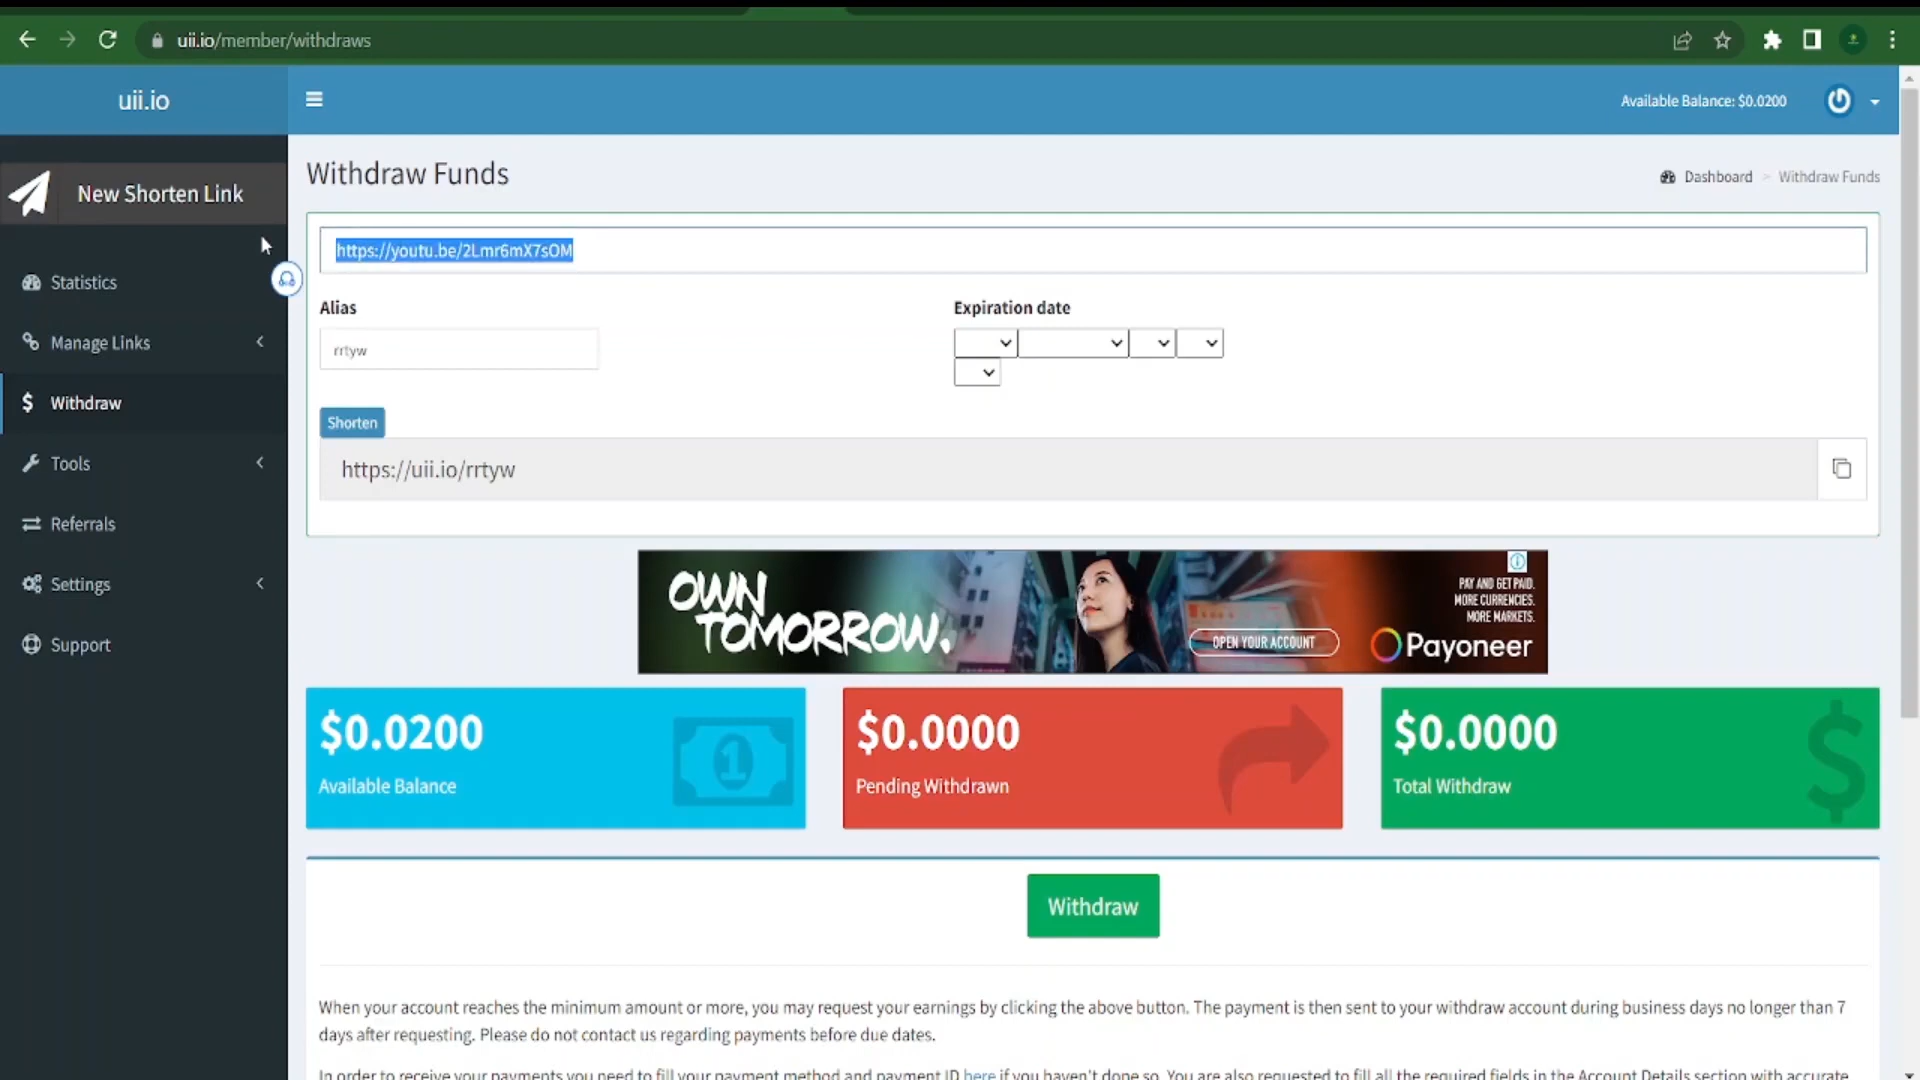 uii.io/member/withdraws
uii.io
Available Balance: $0.0200
New Shorten Link
Withdraw Funds
Dashboard > Withdraw Funds
https://youtu.be/2Lmr6mX7sOM
Statistics
Alias
Expiration date
Manage Links
rrtyw
Withdraw
Shorten
Tools
https://uii.io/rrtyw
Referrals
Settings
Support
OWN
TOMORROW.
OPEN YOUR ACCOUNT
PAY AND GET PAID.
MORE CURRENCIES.
MORE MARKETS.
Payoneer
$0.0200
Available Balance
1
$0.0000
Pending Withdrawn
$0.0000
Total Withdraw
$
Withdraw
When your account reaches the minimum amount or more, you may request your earnings by clicking the above button. The payment is then sent to your withdraw account during business days no longer than 7
days after requesting. Please do not contact us regarding payments before due dates.
In order to receive your payments you need to fill your payment method and payment ID here if you haven't done so. You are also requested to fill all the required fields in the Account Details section with accurate